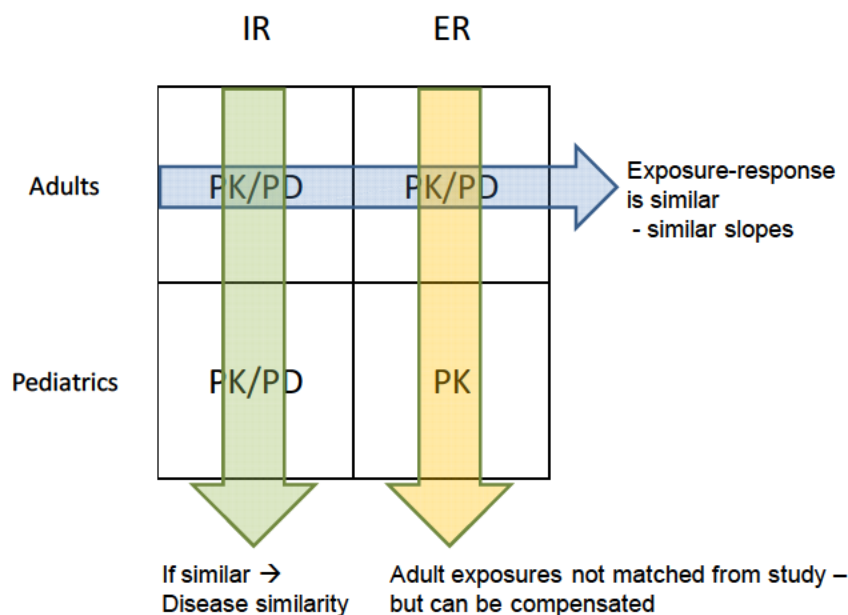 IR ER
Adults PK/PD PK/PD
Exposure-response
is similar
- similar slopes
Pediatrics PK/PD PK
If similar →
Disease similarity
Adult exposures not matched from study –
but can be compensated